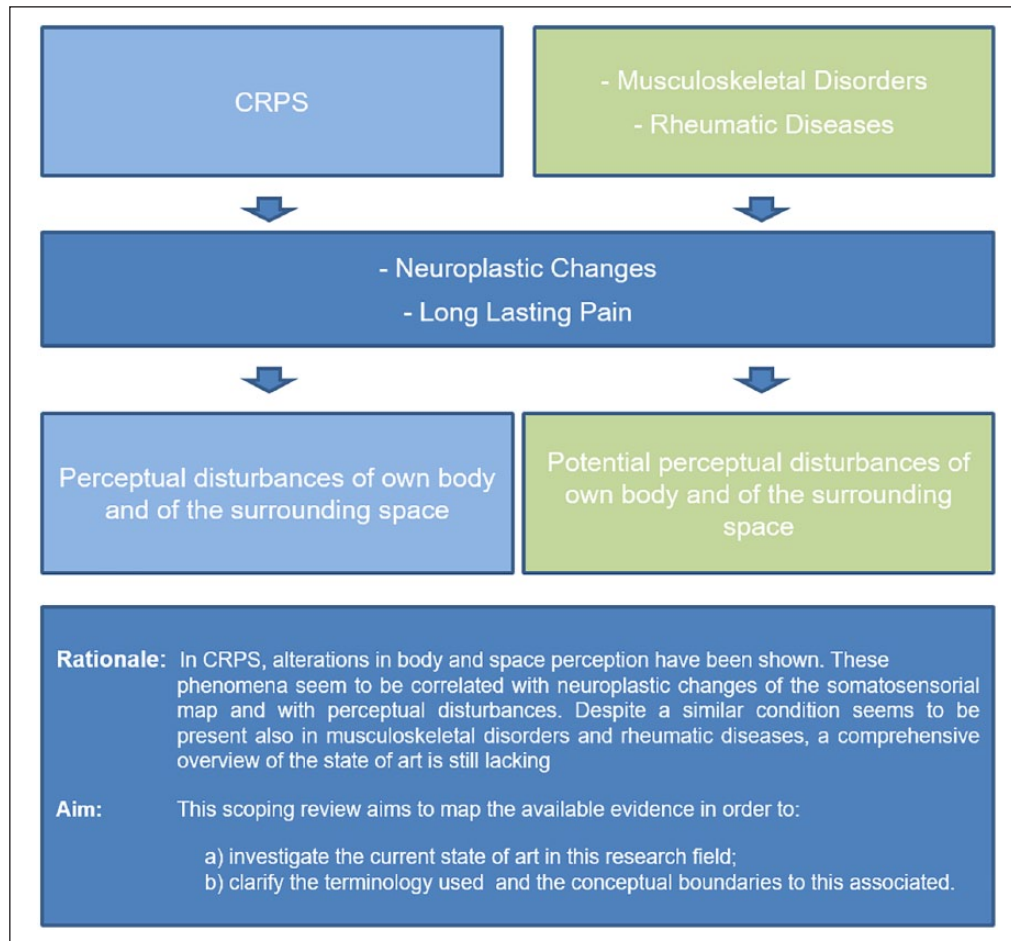 CRPS
- Musculoskeletal Disorders
- Rheumatic Diseases
- Neuroplastic Changes
- Long Lasting Pain
Perceptual disturbances of own body
and of the surrounding space
Potential perceptual disturbances of
own body and of the surrounding
space
Rationale: In CRPS, alterations in body and space perception have been shown. These
phenomena seem to be correlated with neuroplastic changes of the somatosensorial
map and with perceptual disturbances. Despite a similar condition seems to be
present also in musculoskeletal disorders and rheumatic diseases, a comprehensive
overview of the state of art is still lacking
Aim: This scoping review aims to map the available evidence in order to:
a) investigate the current state of art in this research field;
b) clarify the terminology used and the conceptual boundaries to this associated.